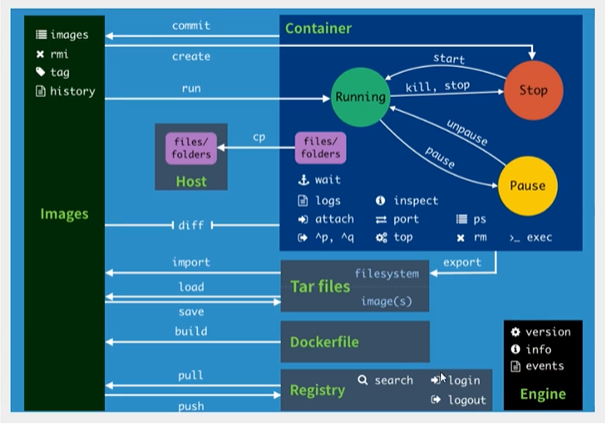 images
rmi
tag
history
Images
commit
create
run
Container
Running
start
kill, stop
Stop
unpause
pause
Pause
files/
folders
Host
cp
files/
folders
wait
logs
inspect
attach
port
ps
^p, ^q
top
rm
>_ exec
diff
import
load
save
export
filesystem
Tar files
image(s)
build
Dockerfile
pull
push
Registry
search
login
logout
version
info
events
Engine